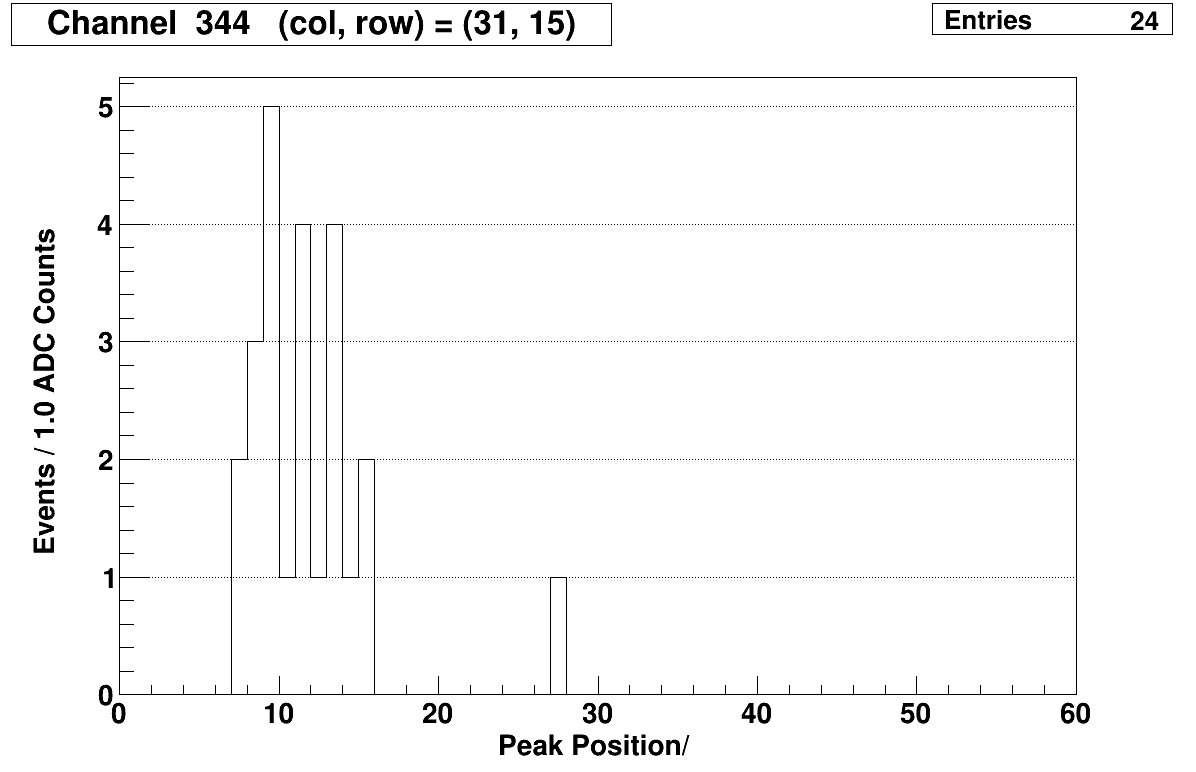 Channel 344 (col, row) = (31, 15)
Entries 24
5
4
3
2
1
0
Events / 1.0 ADC Counts
0 10 20 30 40 50 60
Peak Position/